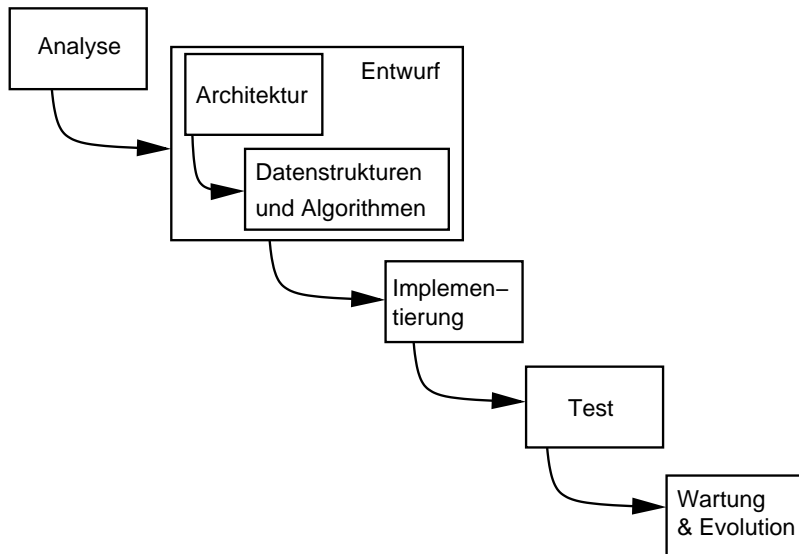 Analyse
Entwurf
Architektur
Datenstrukturen
und Algorithmen
Implemen–
tierung
Test
Wartung
& Evolution